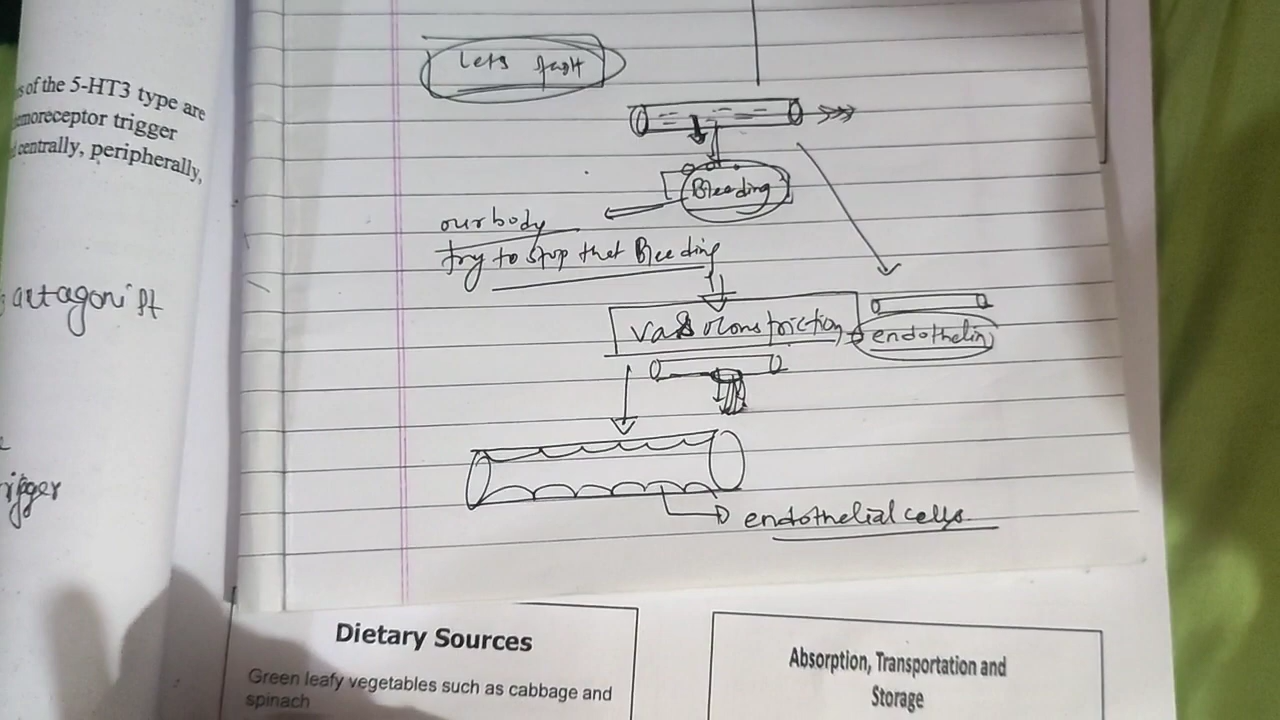 s of the 5-HT3 type are
emoreceptor trigger
centrally, peripherally,
antagonist
rigger
Lets
Bleeding
our body
try to stop that Bleeding
vasoconstriction
endothelin
endothelial cells
Dietary Sources
Green leafy vegetables such as cabbage and
spinach
Absorption, Transportation and
Storage